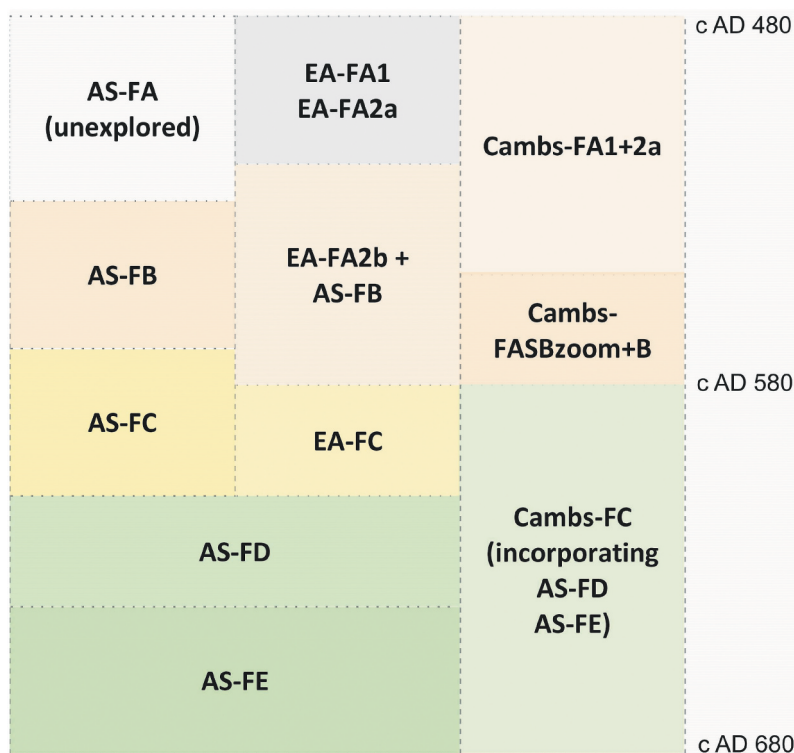 c AD 480
AS-FA
(unexplored)
EA-FA1
EA-FA2a
Cambs-FA1+2a
AS-FB
EA-FA2b +
AS-FB
Cambs-
FASBzoom+B
c AD 580
AS-FC
EA-FC
Cambs-FC
(incorporating
AS-FD
AS-FE)
AS-FD
AS-FE
c AD 680